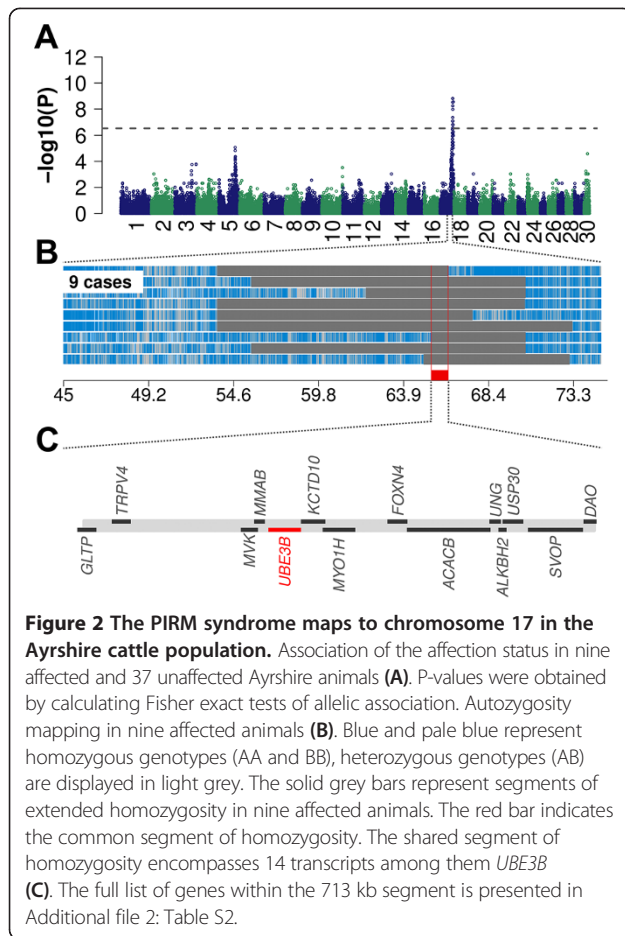 A
−log10(P)
12
10
8
6
4
2
0
1 2 3 4 5 6 7 8 9 10 11 12 14 16 18 20 22 24 26 28 30
B
9 cases
45 49.2 54.6 59.8 63.9 68.4 73.3
C
GLTP TRPV4 MVK MMAB UBE3B KCTD10 MYO1H FOXN4 ACACB UNG ALKBH2 USP30 SVOP DAO
Figure 2 The PIRM syndrome maps to chromosome 17 in the
Ayrshire cattle population. Association of the affection status in nine
affected and 37 unaffected Ayrshire animals (A). P-values were obtained
by calculating Fisher exact tests of allelic association. Autozygosity
mapping in nine affected animals (B). Blue and pale blue represent
homozygous genotypes (AA and BB), heterozygous genotypes (AB)
are displayed in light grey. The solid grey bars represent segments of
extended homozygosity in nine affected animals. The red bar indicates
the common segment of homozygosity. The shared segment of
homozygosity encompasses 14 transcripts among them UBE3B
(C). The full list of genes within the 713 kb segment is presented in
Additional file 2: Table S2.